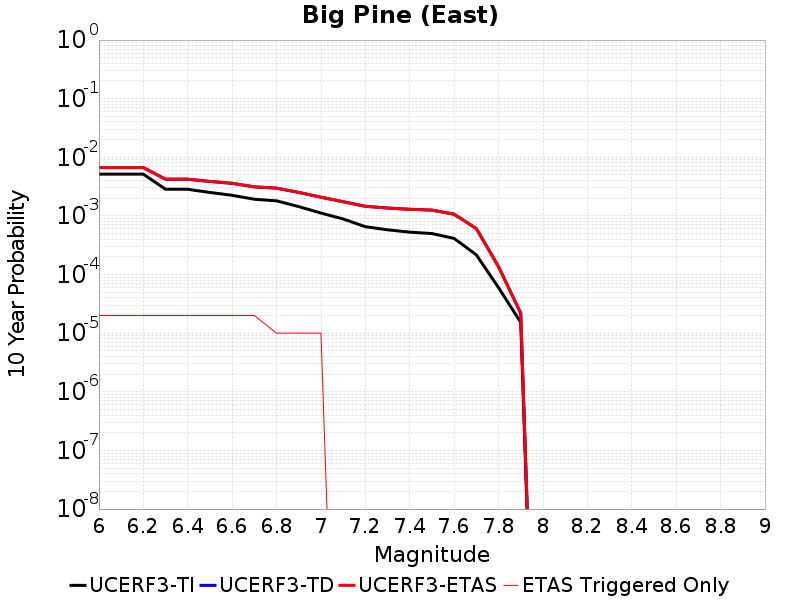 Big Pine (East)
10^0
10^-1
10^-2
10^-3
10^-4
10^-5
10^-6
10^-7
10^-8
10 Year Probability
6 6.2 6.4 6.6 6.8 7 7.2 7.4 7.6 7.8 8 8.2 8.4 8.6 8.8 9
Magnitude
UCERF3-TI UCERF3-TD UCERF3-ETAS ETAS Triggered Only